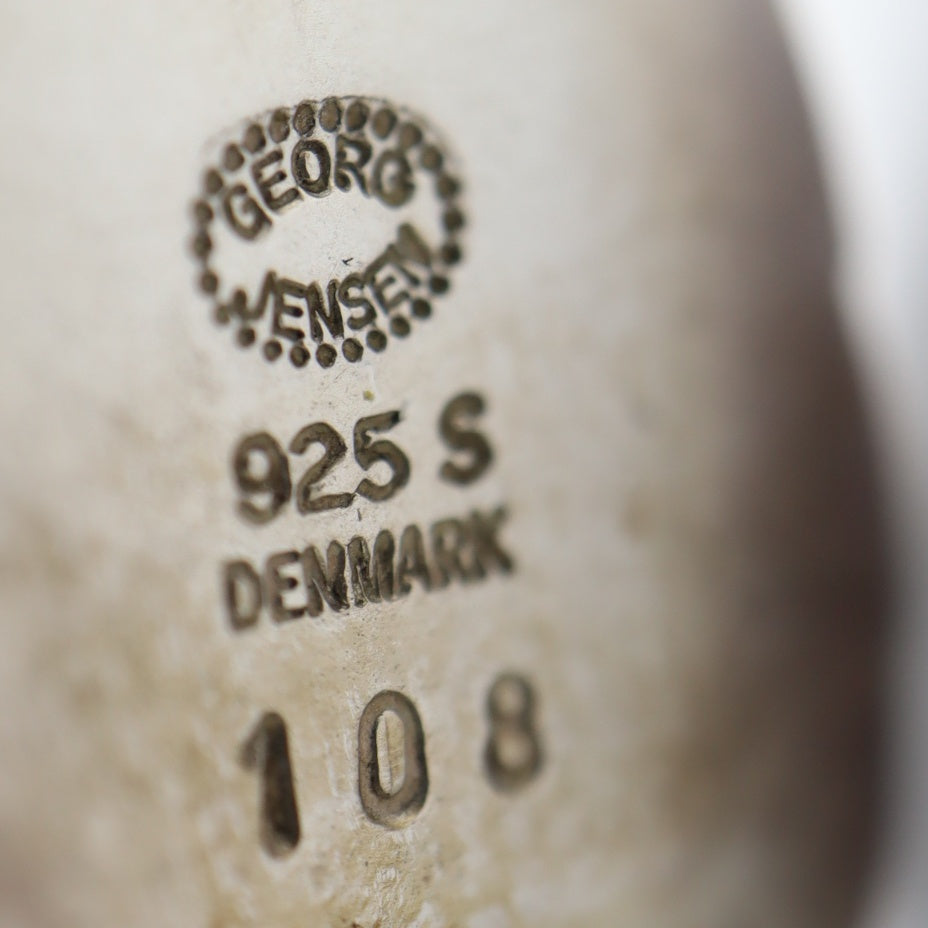 GEORG
JENSEN
925 S
DENMARK
108